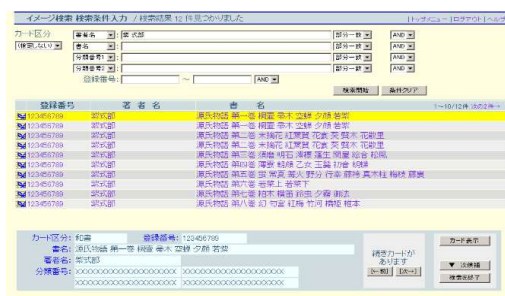 イメージ検索 検索条件入力 / 検索結果 12 件見つかりました |トップメニュー|ログアウト|ヘルプ
カード区分 著者名 : 紫 式部 部分一致 AND
(検索しない) 書名 : 部分一致 AND
分類番号1 : 部分一致 AND
分類番号2 : 部分一致 AND
登録番号: ～ AND
検索開始 条件クリア
登録番号 著 者 名 書 名 1～10/12件 次の2件→
123456789 紫式部 源氏物語 第一巻 桐壺 帚木 空蝉 夕顔 若紫
123456789 紫式部 源氏物語 第一巻 桐壺 帚木 空蝉 夕顔 若紫
123456789 紫式部 源氏物語 第二巻 末摘花 紅葉賀 花宴 葵 賢木 花散里
123456789 紫式部 源氏物語 第二巻 末摘花 紅葉賀 花宴 葵 賢木 花散里
123456789 紫式部 源氏物語 第三巻 須磨 明石 澪標 蓬生 関屋 絵合 松風
123456789 紫式部 源氏物語 第四巻 薄雲 朝顔 乙女 玉鬘 初音 胡蝶
123456789 紫式部 源氏物語 第五巻 蛍 常夏 篝火 野分 行幸 藤袴 真木柱 梅枝 藤裏
123456789 紫式部 源氏物語 第六巻 若菜上 若菜下
123456789 紫式部 源氏物語 第七巻 柏木 横笛 鈴虫 夕霧 御法
123456789 紫式部 源氏物語 第八巻 幻 匂宮 紅梅 竹河 橋姫 椎本
カード区分: 和書 登録番号: 123456789
書名: 源氏物語 第一巻 桐壺 帚木 空蝉 夕顔 若紫
著者名: 紫式部
分類番号: XXXXXXXXXXXXXXXXXXXX XXXXXXXXXXXXXXXXXXXX
XXXXXXXXXXXXXXXXXXXX XXXXXXXXXXXXXXXXXXXX
続きカードが
あります
[←前] [次→]
カード表示
▼ 次候補
検索を終了